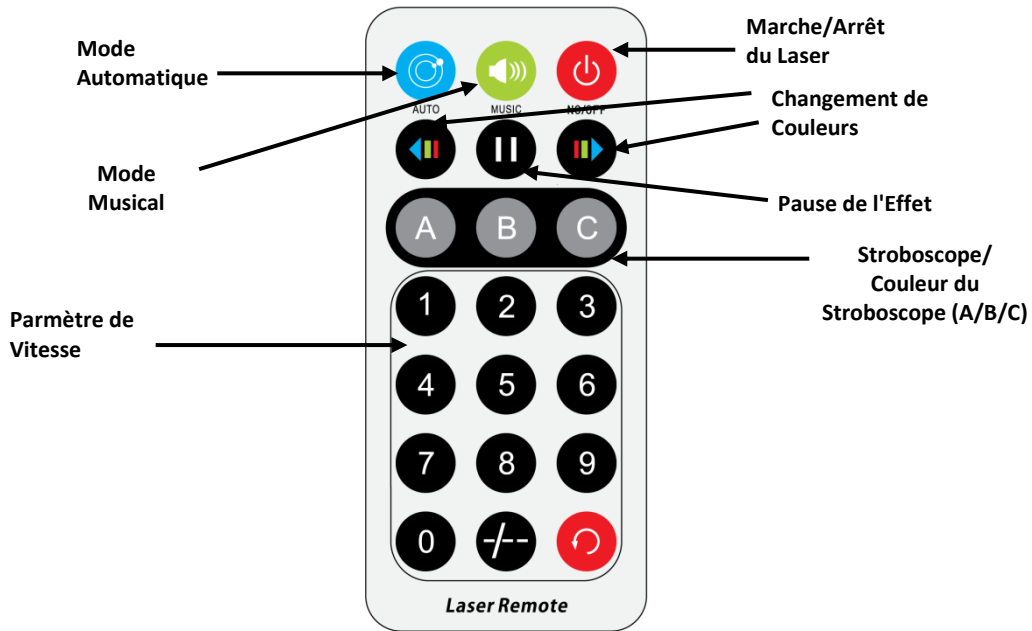 Mode
Automatique
Marche/Arrêt
du Laser
AUTO
MUSIC
Changement de
Couleurs
Mode
Musical
Pause de l'Effet
A B C
Stroboscope/
Couleur du
Stroboscope (A/B/C)
Parmètre de
Vitesse
1 2 3
4 5 6
7 8 9
0 -/--
Laser Remote